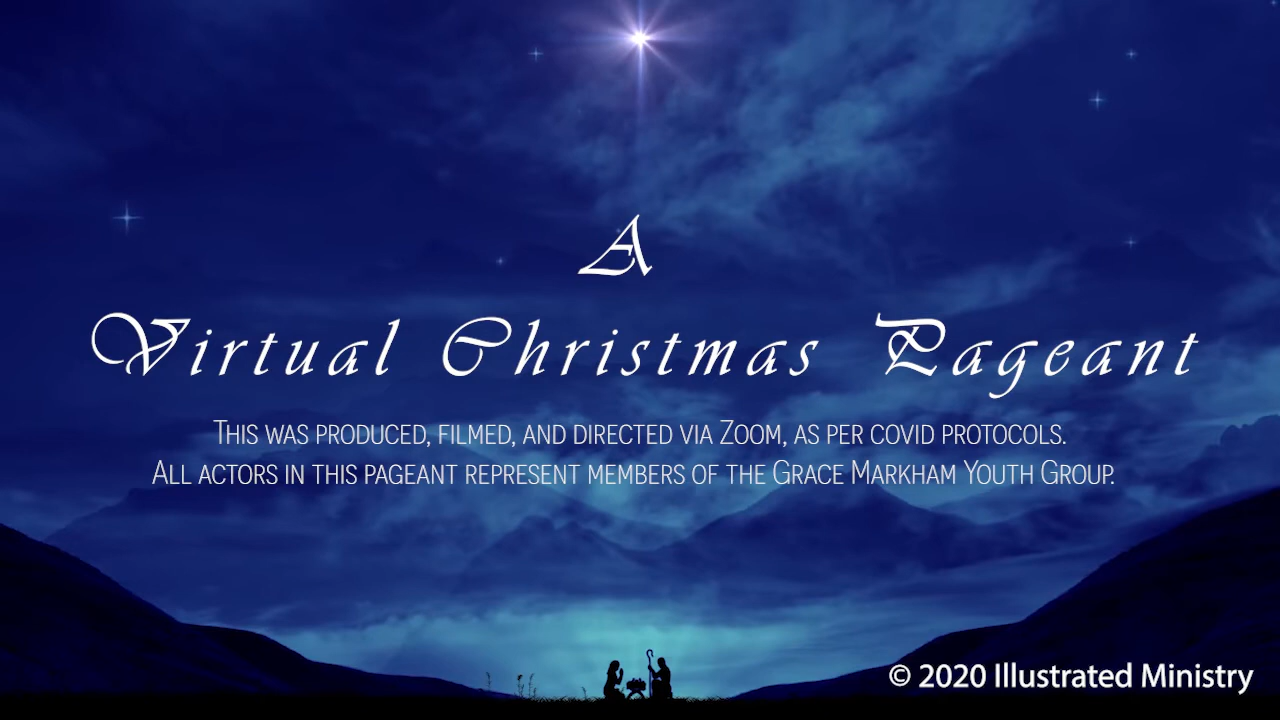 A
Virtual Christmas Pageant
This was produced, filmed, and directed via Zoom, as per covid protocols.
All actors in this pageant represent members of the Grace Markham Youth Group.
© 2020 Illustrated Ministry